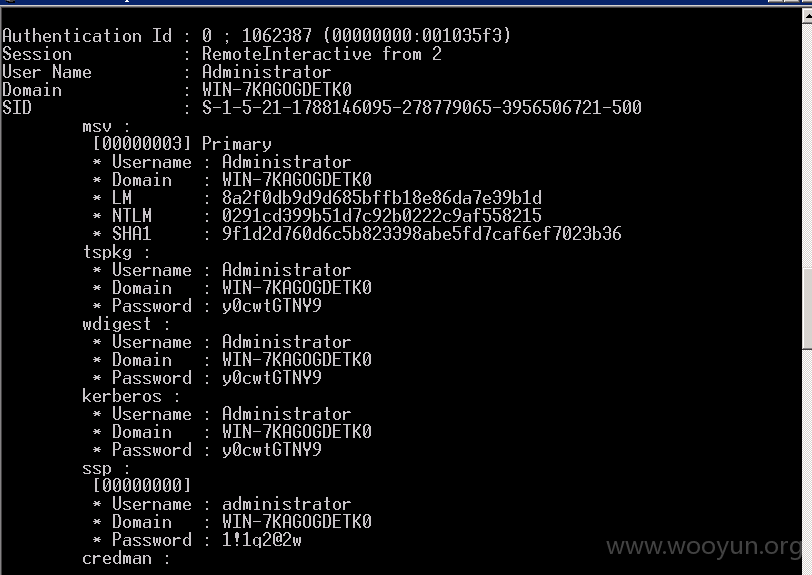 Authentication Id : 0 ; 1062387 (00000000:001035f3)
Session           : RemoteInteractive from 2
User Name         : Administrator
Domain            : WIN-7KAGOGDETK0
SID               : S-1-5-21-1788146095-278779065-3956506721-500
msv :
[00000003] Primary
* Username : Administrator
* Domain   : WIN-7KAGOGDETK0
* LM       : 8a2f0db9d9d685bffb18e86da7e39b1d
* NTLM     : 0291cd399b51d7c92b0222c9af558215
* SHA1     : 9f1d2d760d6c5b823398abe5fd7caf6ef7023b36
tspkg :
* Username : Administrator
* Domain   : WIN-7KAGOGDETK0
* Password : y0cwtGTNY9
wdigest :
* Username : Administrator
* Domain   : WIN-7KAGOGDETK0
* Password : y0cwtGTNY9
kerberos :
* Username : Administrator
* Domain   : WIN-7KAGOGDETK0
* Password : y0cwtGTNY9
ssp :
[00000000]
* Username : administrator
* Domain   : WIN-7KAGOGDETK0
* Password : 1!1q2@2w
credman :
www.wooyun.org